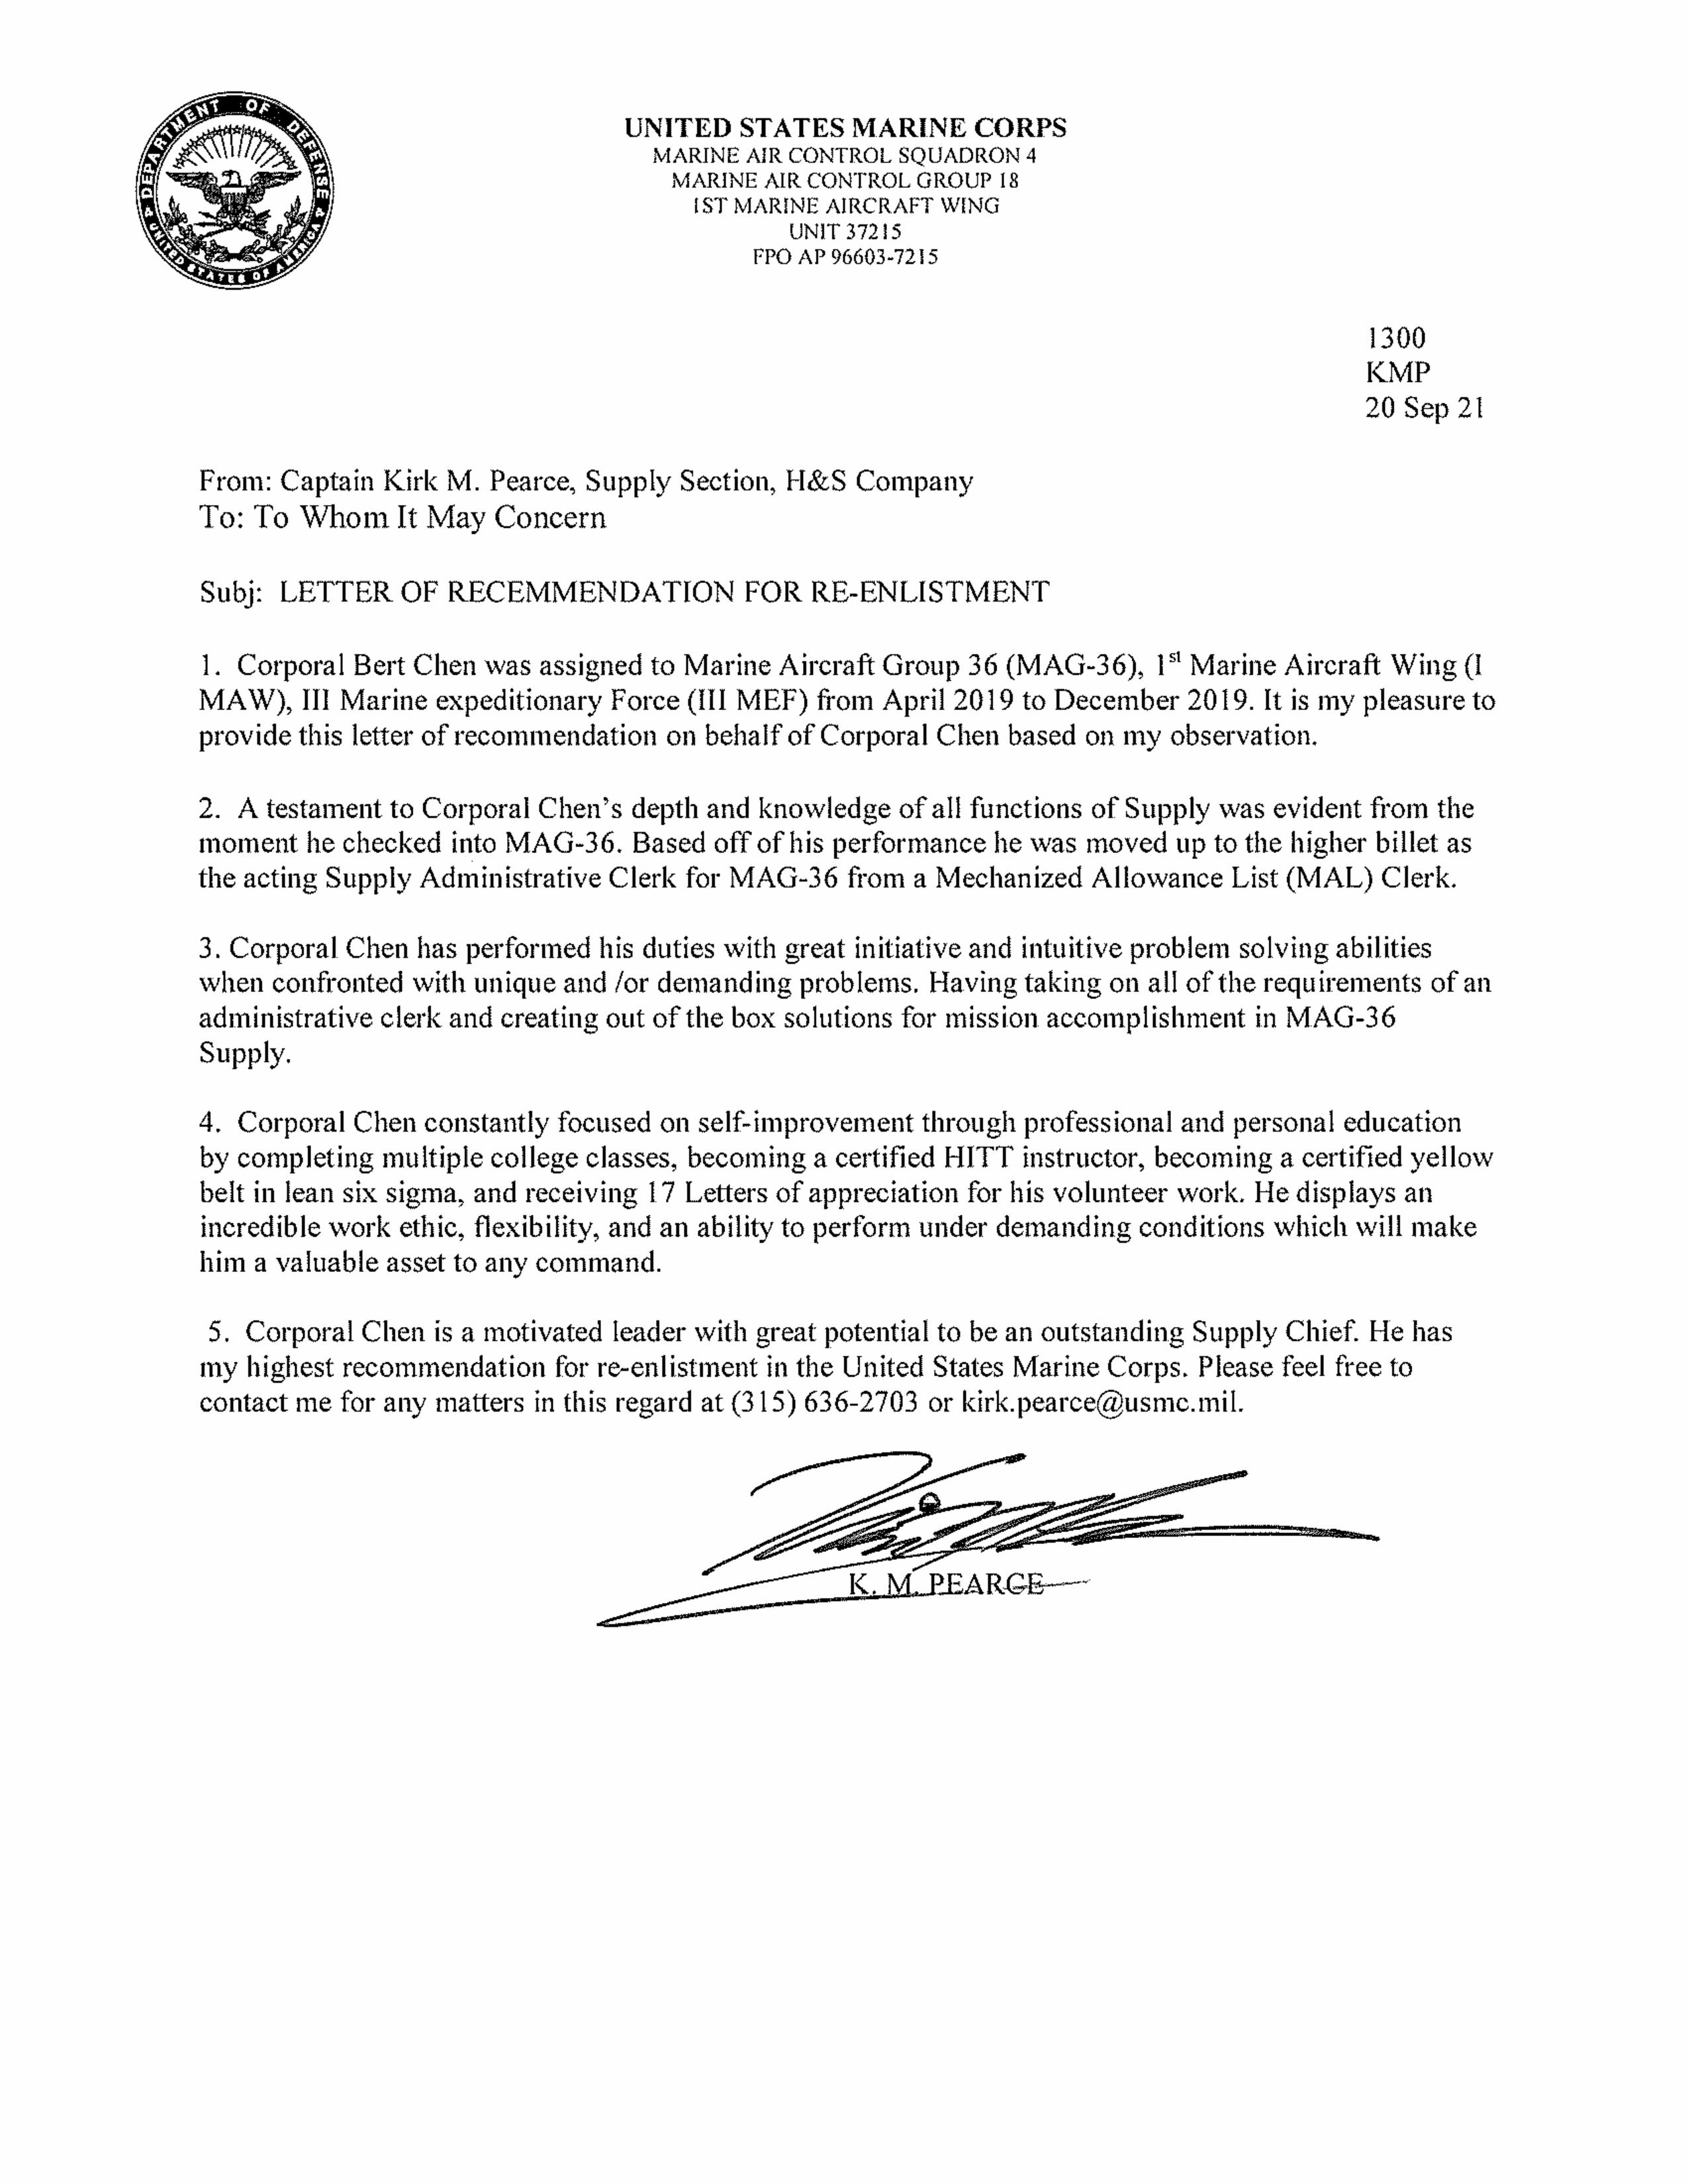 DEPARTMENT OF DEFENSE
UNITED STATES OF AMERICA
UNITED STATES MARINE CORPS
MARINE AIR CONTROL SQUADRON 4
MARINE AIR CONTROL GROUP 18
1ST MARINE AIRCRAFT WING
UNIT 37215
FPO AP 96603-7215
1300
KMP
20 Sep 21
From: Captain Kirk M. Pearce, Supply Section, H&S Company
To: To Whom It May Concern
Subj: LETTER OF RECEMMENDATION FOR RE-ENLISTMENT
1. Corporal Bert Chen was assigned to Marine Aircraft Group 36 (MAG-36), 1st Marine Aircraft Wing (I
MAW), III Marine expeditionary Force (III MEF) from April 2019 to December 2019. It is my pleasure to
provide this letter of recommendation on behalf of Corporal Chen based on my observation.
2. A testament to Corporal Chen’s depth and knowledge of all functions of Supply was evident from the
moment he checked into MAG-36. Based off of his performance he was moved up to the higher billet as
the acting Supply Administrative Clerk for MAG-36 from a Mechanized Allowance List (MAL) Clerk.
3. Corporal Chen has performed his duties with great initiative and intuitive problem solving abilities
when confronted with unique and /or demanding problems. Having taking on all of the requirements of an
administrative clerk and creating out of the box solutions for mission accomplishment in MAG-36
Supply.
4. Corporal Chen constantly focused on self-improvement through professional and personal education
by completing multiple college classes, becoming a certified HITT instructor, becoming a certified yellow
belt in lean six sigma, and receiving 17 Letters of appreciation for his volunteer work. He displays an
incredible work ethic, flexibility, and an ability to perform under demanding conditions which will make
him a valuable asset to any command.
5. Corporal Chen is a motivated leader with great potential to be an outstanding Supply Chief. He has
my highest recommendation for re-enlistment in the United States Marine Corps. Please feel free to
contact me for any matters in this regard at (315) 636-2703 or kirk.pearce@usmc.mil.
K. M. PEARCE